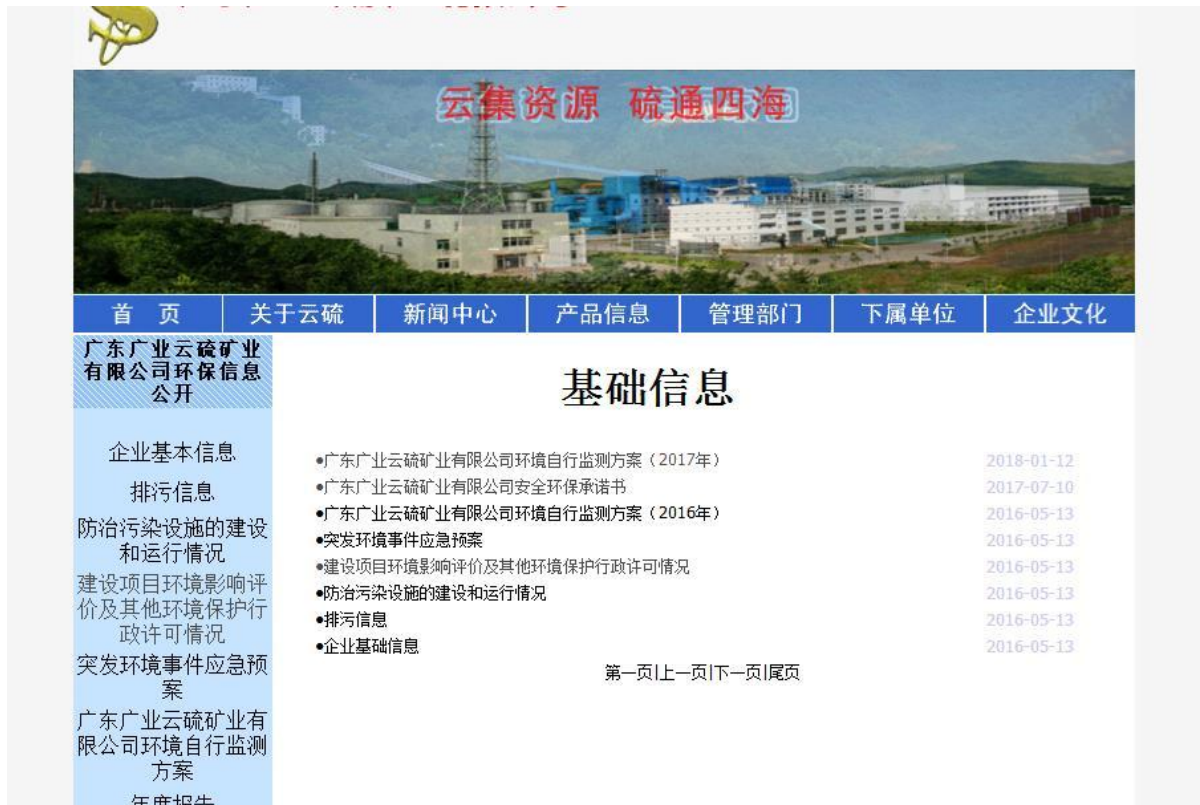 云集资源 硫通四海
首 页 关于云硫 新闻中心 产品信息 管理部门 下属单位 企业文化
广东广业云硫矿业
有限公司环保信息
公开
企业基本信息
排污信息
防治污染设施的建设
和运行情况
建设项目环境影响评
价及其他环境保护行
政许可情况
突发环境事件应急预
案
广东广业云硫矿业有
限公司环境自行监测
方案
年度报告
基础信息
•广东广业云硫矿业有限公司环境自行监测方案(2017年) 2018-01-12
•广东广业云硫矿业有限公司安全环保承诺书 2017-07-10
•广东广业云硫矿业有限公司环境自行监测方案(2016年) 2016-05-13
•突发环境事件应急预案 2016-05-13
•建设项目环境影响评价及其他环境保护行政许可情况 2016-05-13
•防治污染设施的建设和运行情况 2016-05-13
•排污信息 2016-05-13
•企业基础信息 2016-05-13
第一页|上一页|下一页|尾页